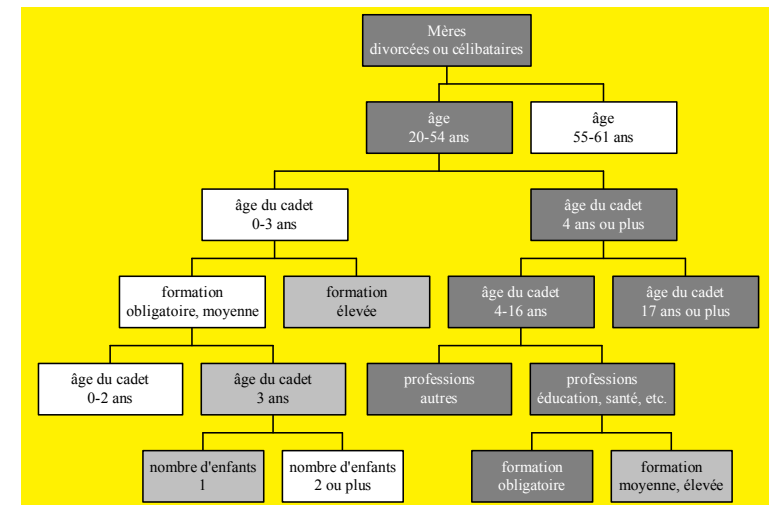 Mères
divorcées ou célibataires
âge
20-54 ans
âge
55-61 ans
âge du cadet
0-3 ans
âge du cadet
4 ans ou plus
formation
obligatoire, moyenne
formation
élevée
âge du cadet
4-16 ans
âge du cadet
17 ans ou plus
âge du cadet
0-2 ans
âge du cadet
3 ans
professions
autres
professions
éducation, santé, etc.
nombre d'enfants
1
nombre d'enfants
2 ou plus
formation
obligatoire
formation
moyenne, élevée